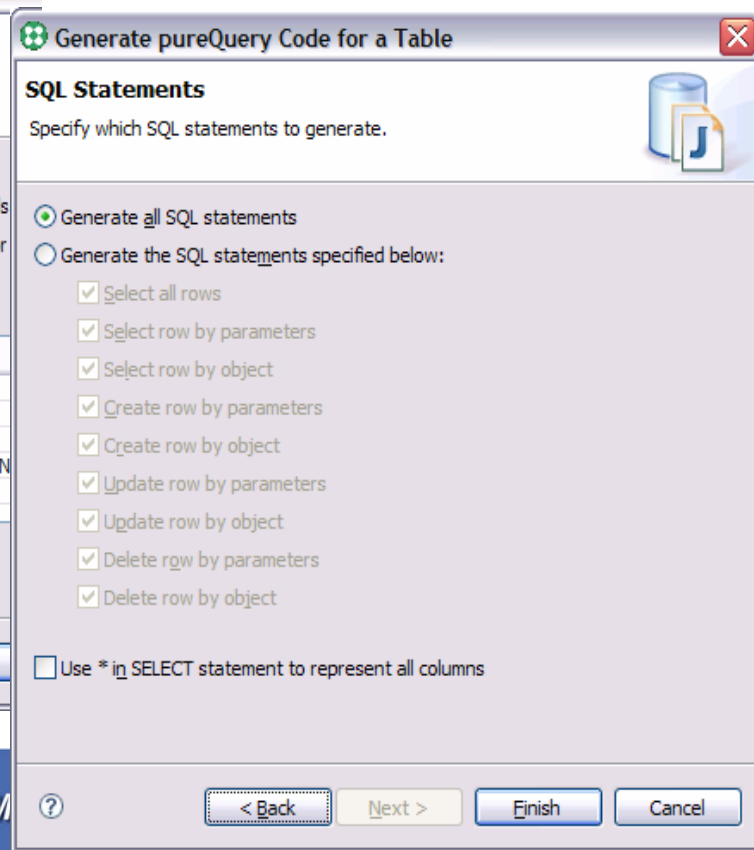 Generate pureQuery Code for a Table
SQL Statements
Specify which SQL statements to generate.
J
s
Generate all SQL statements
r
Generate the SQL statements specified below:
Select all rows
Select row by parameters
Select row by object
Create row by parameters
Create row by object
N
Update row by parameters
Update row by object
Delete row by parameters
Delete row by object
Use * in SELECT statement to represent all columns
M
?
< Back
Next >
Finish
Cancel